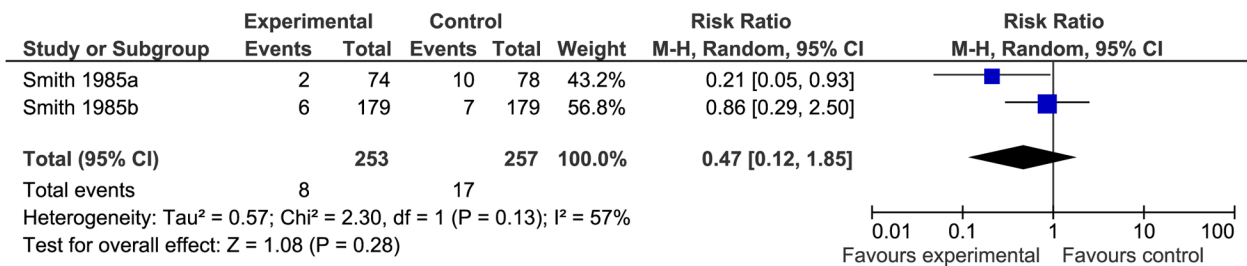 Experimental Control Risk Ratio Risk Ratio
Study or Subgroup Events Total Events Total Weight M-H, Random, 95% CI M-H, Random, 95% CI
Smith 1985a 2 74 10 78 43.2% 0.21 [0.05, 0.93]
Smith 1985b 6 179 7 179 56.8% 0.86 [0.29, 2.50]
Total (95% CI) 253 257 100.0% 0.47 [0.12, 1.85]
Total events 8 17
Heterogeneity: Tau² = 0.57; Chi² = 2.30, df = 1 (P = 0.13); I² = 57%
Test for overall effect: Z = 1.08 (P = 0.28)
0.01 0.1 1 10 100
Favours experimental Favours control